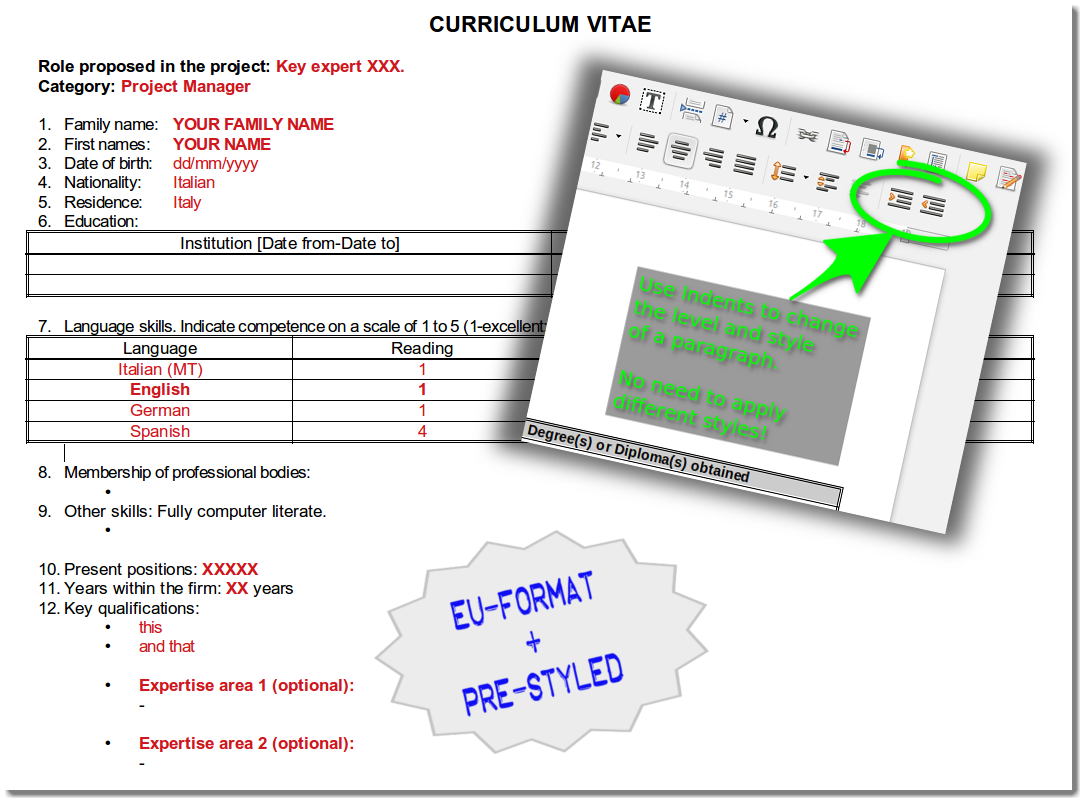 CURRICULUM VITAE
Role proposed in the project: Key expert XXX.
Category: Project Manager
1. Family name: YOUR FAMILY NAME
2. First names: YOUR NAME
3. Date of birth: dd/mm/yyyy
4. Nationality: Italian
5. Residence: Italy
6. Education:
Institution [Date from-Date to]
7. Language skills. Indicate competence on a scale of 1 to 5 (1-excellent
Language Reading
Italian (MT) 1
English 1
German 1
Spanish 4
8. Membership of professional bodies:
•
9. Other skills: Fully computer literate.
•
10. Present positions: XXXXX
11. Years within the firm: XX years
12. Key qualifications:
• this
• and that
• Expertise area 1 (optional):
-
• Expertise area 2 (optional):
-
12 13 14 15 16 17 18
Use Indents to change
the level and style
of a paragraph.
No need to apply
different styles!
Degree(s) or Diploma(s) obtained
EU-FORMAT
+
PRE-STYLED